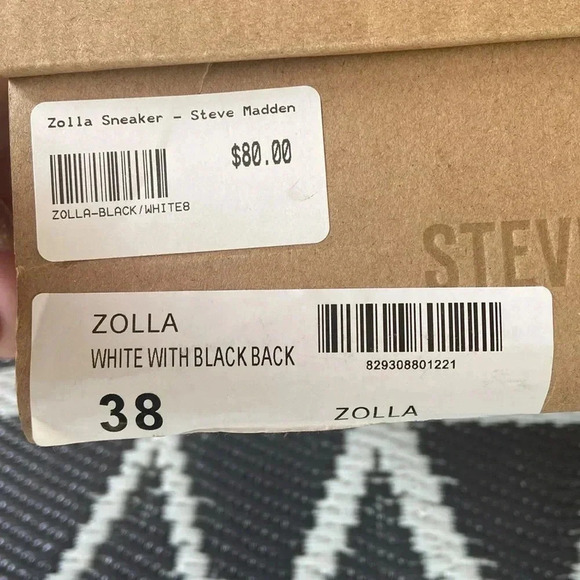 Zolla Sneaker - Steve Madden
$80.00
ZOLLA-BLACK/WHITE8
STEV
ZOLLA
WHITE WITH BLACK BACK
829308801221
38
ZOLLA